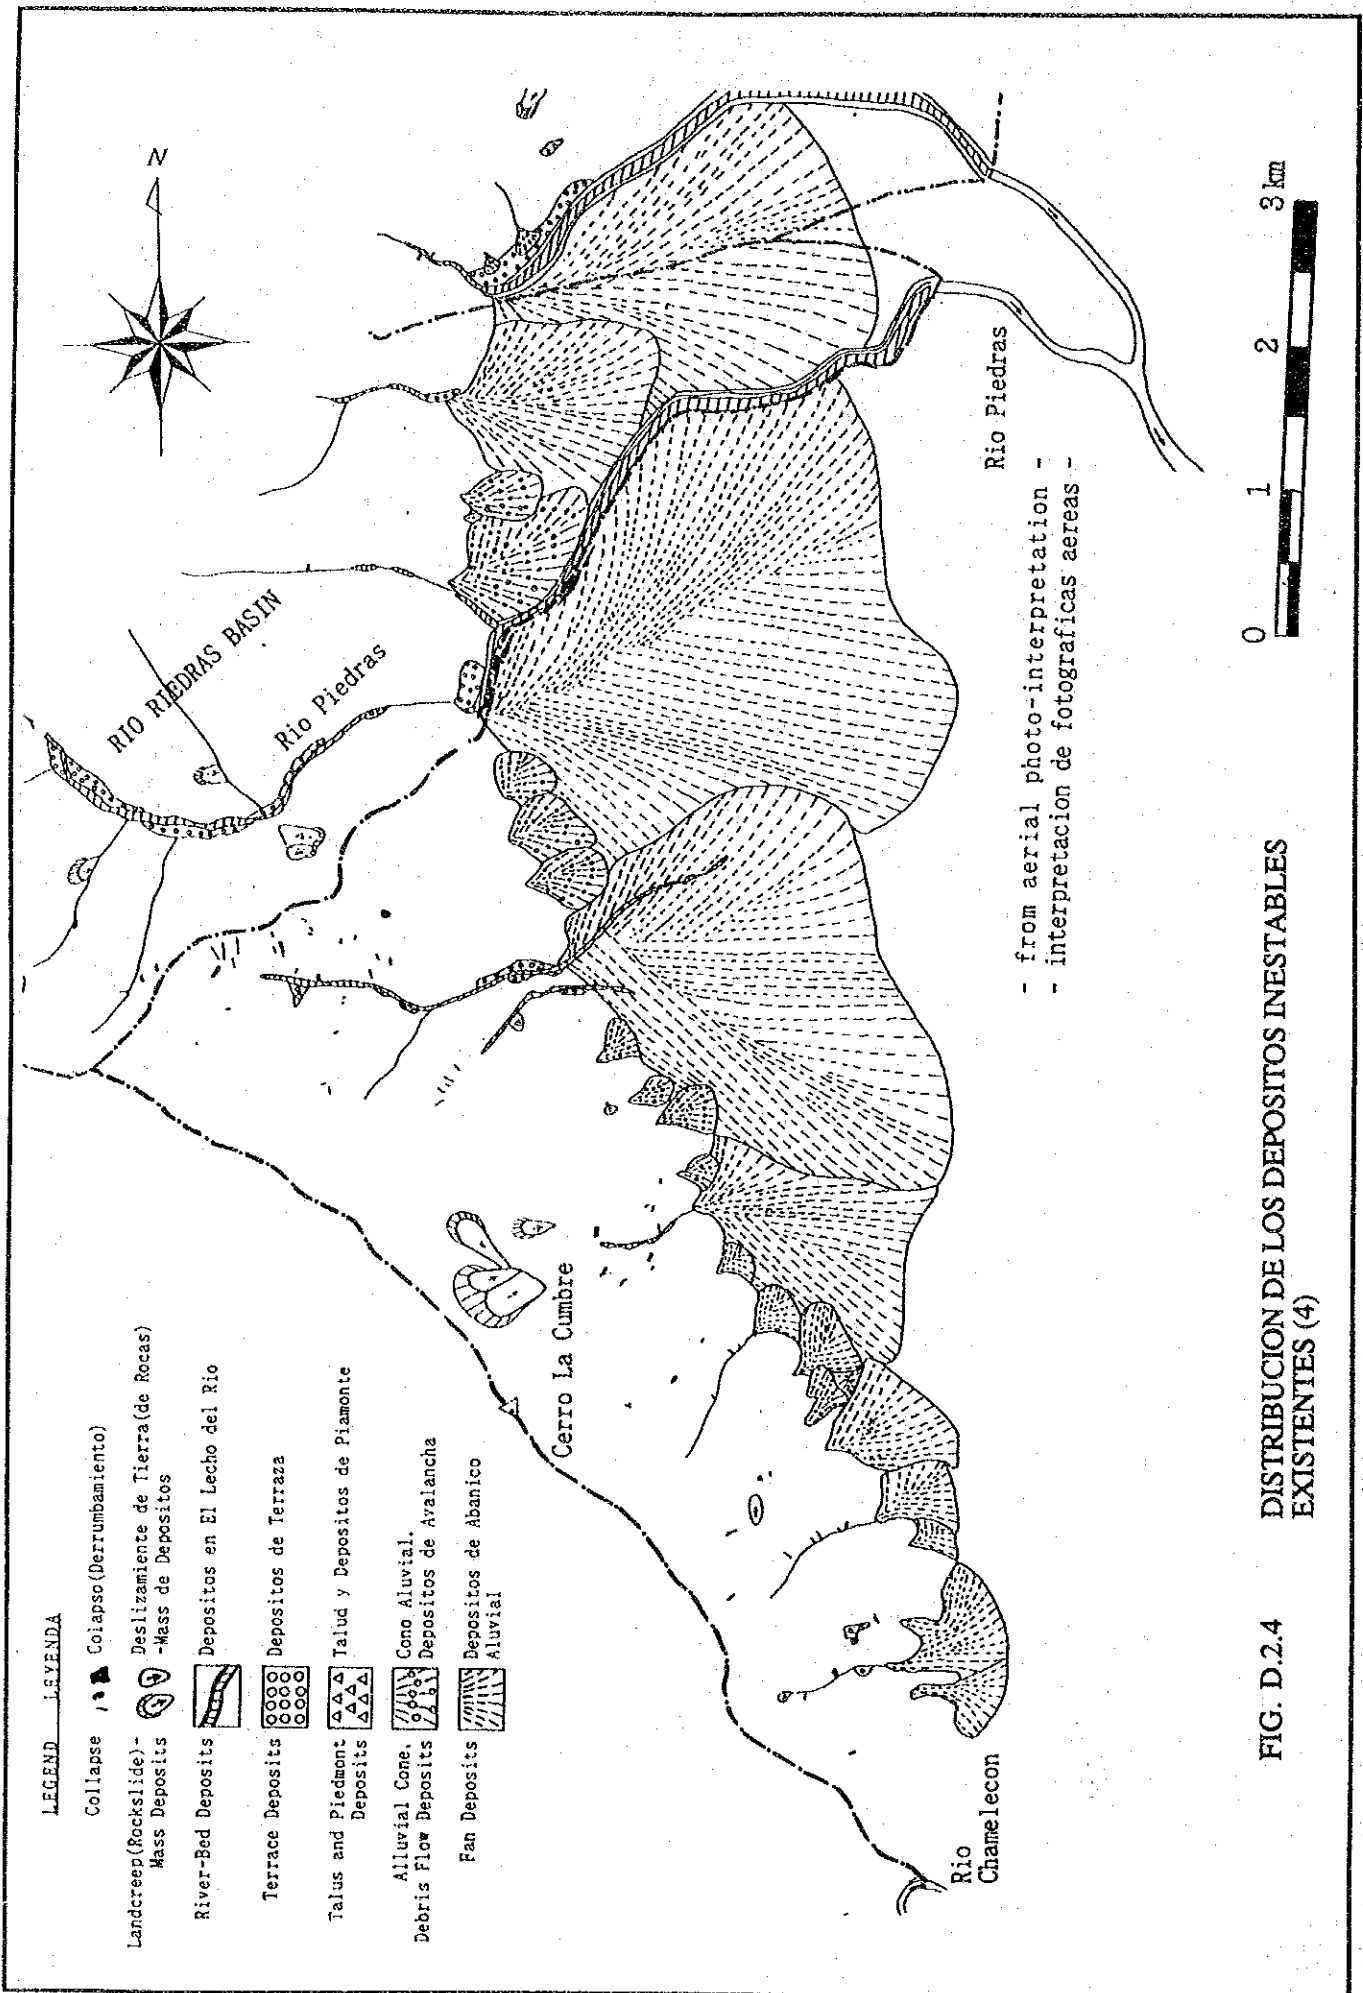 LEGEND   LEYENDA
Collapse   Colapso(Derrumbamiento)
Landcreep(Rockslide)-   Deslizamiente de Tierra(de Rocas)
Mass Deposits   -Mass de Depositos
River-Bed Deposits   Depositos en El Lecho del Rio
Terrace Deposits   Depositos de Terraza
Talus and Piedmont   Talud y Depositos de Piamonte
Deposits
Alluvial Cone.   Cono Aluvial.
Debris Flow Deposits   Depositos de Avalancha
Fan Deposits   Depositos de Abanico
Aluvial
N
RIO RIEDRAS BASIN
Rio Piedras
Cerro La Cumbre
Rio
Chamelecon
Rio Piedras
- from aerial photo-interpretation -
- interpretacion de fotograficas aereas -
0   1   2   3 km
FIG. D.2.4   DISTRIBUCION DE LOS DEPOSITOS INESTABLES
EXISTENTES (4)